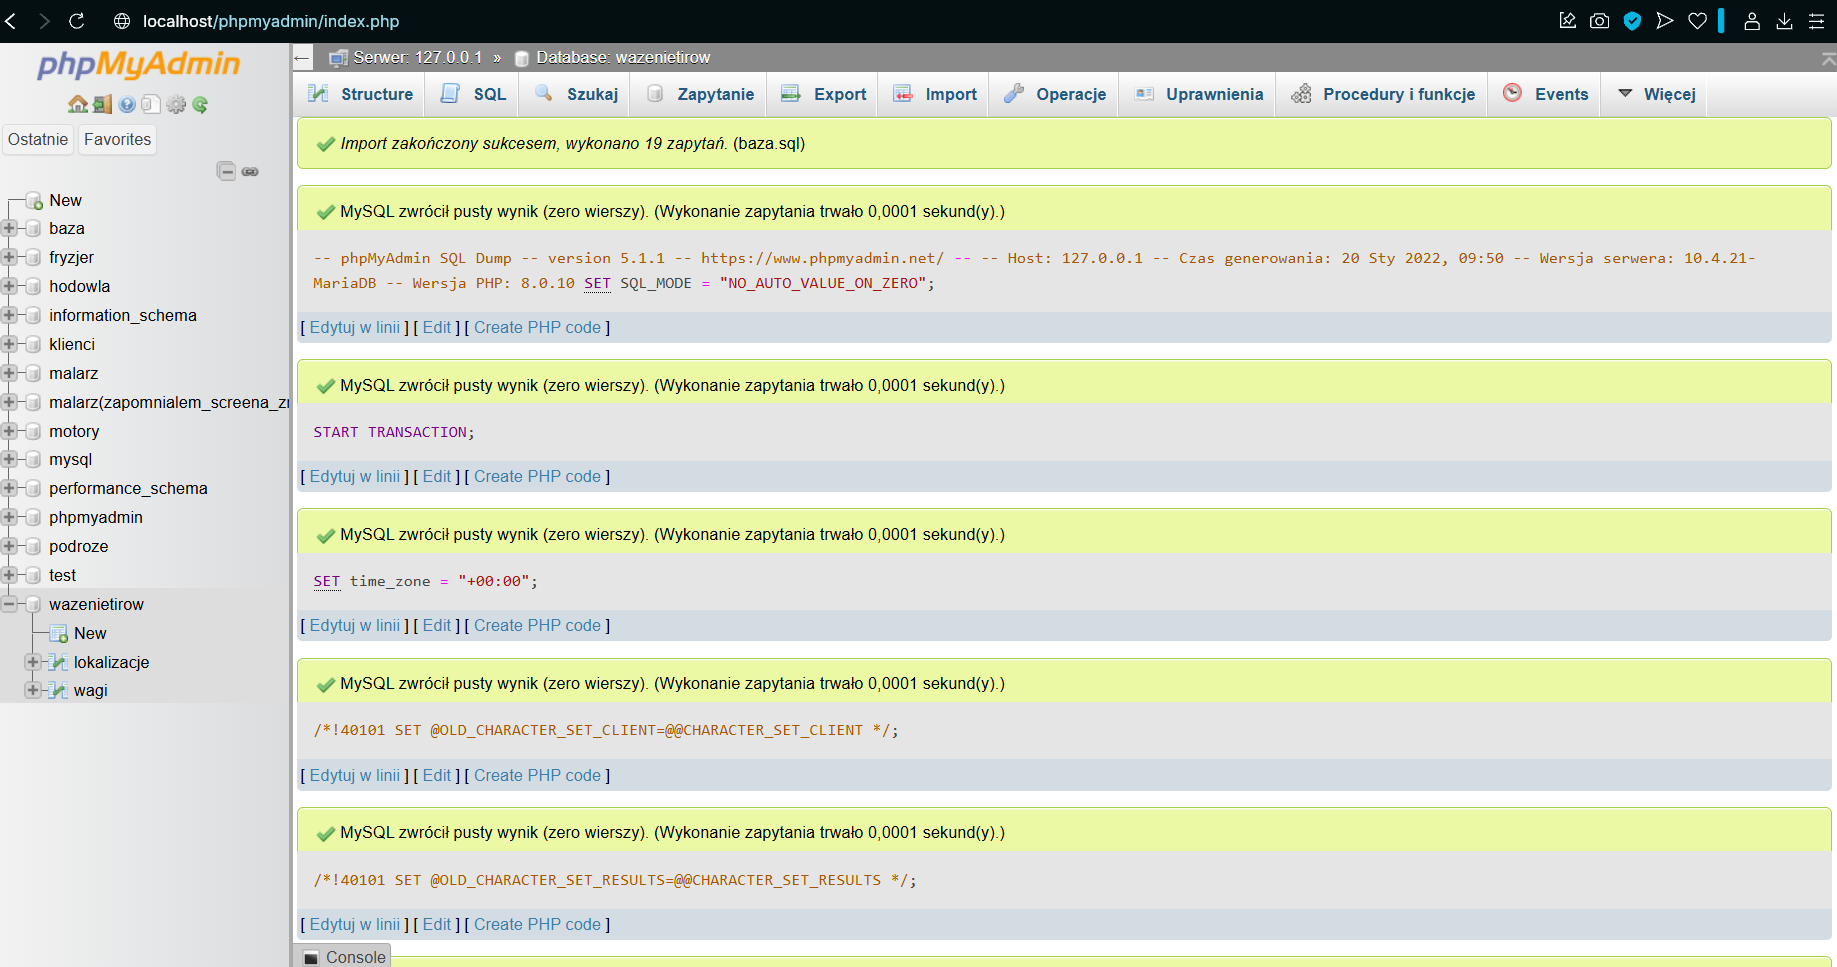 localhost/phpmyadmin/index.php
phpMyAdmin
Ostatnie Favorites
New
baza
fryzjer
hodowla
information_schema
klienci
malarz
malarz(zapomnialem_screena_
motory
mysql
performance_schema
phpmyadmin
podroze
test
wazenietirow
New
lokalizacje
wagi
Serwer: 127.0.0.1 » Database: wazenietirow
Structure SQL Szukaj Zapytanie Export Import Operacje Uprawnienia Procedury i funkcje Events Więcej
Import zakończony sukcesem, wykonano 19 zapytań. (baza.sql)
MySQL zwrócił pusty wynik (zero wierszy). (Wykonanie zapytania trwało 0,0001 sekund(y).)
-- phpMyAdmin SQL Dump -- version 5.1.1 -- https://www.phpmyadmin.net/ -- -- Host: 127.0.0.1 -- Czas generowania: 20 Sty 2022, 09:50 -- Wersja serwera: 10.4.21-
MariaDB -- Wersja PHP: 8.0.10 SET SQL_MODE = "NO_AUTO_VALUE_ON_ZERO";
[ Edytuj w linii ] [ Edit ] [ Create PHP code ]
MySQL zwrócił pusty wynik (zero wierszy). (Wykonanie zapytania trwało 0,0001 sekund(y).)
START TRANSACTION;
[ Edytuj w linii ] [ Edit ] [ Create PHP code ]
MySQL zwrócił pusty wynik (zero wierszy). (Wykonanie zapytania trwało 0,0001 sekund(y).)
SET time_zone = "+00:00";
[ Edytuj w linii ] [ Edit ] [ Create PHP code ]
MySQL zwrócił pusty wynik (zero wierszy). (Wykonanie zapytania trwało 0,0001 sekund(y).)
/*!40101 SET @OLD_CHARACTER_SET_CLIENT=@@CHARACTER_SET_CLIENT */;
[ Edytuj w linii ] [ Edit ] [ Create PHP code ]
MySQL zwrócił pusty wynik (zero wierszy). (Wykonanie zapytania trwało 0,0001 sekund(y).)
/*!40101 SET @OLD_CHARACTER_SET_RESULTS=@@CHARACTER_SET_RESULTS */;
[ Edytuj w linii ] [ Edit ] [ Create PHP code ]
Console